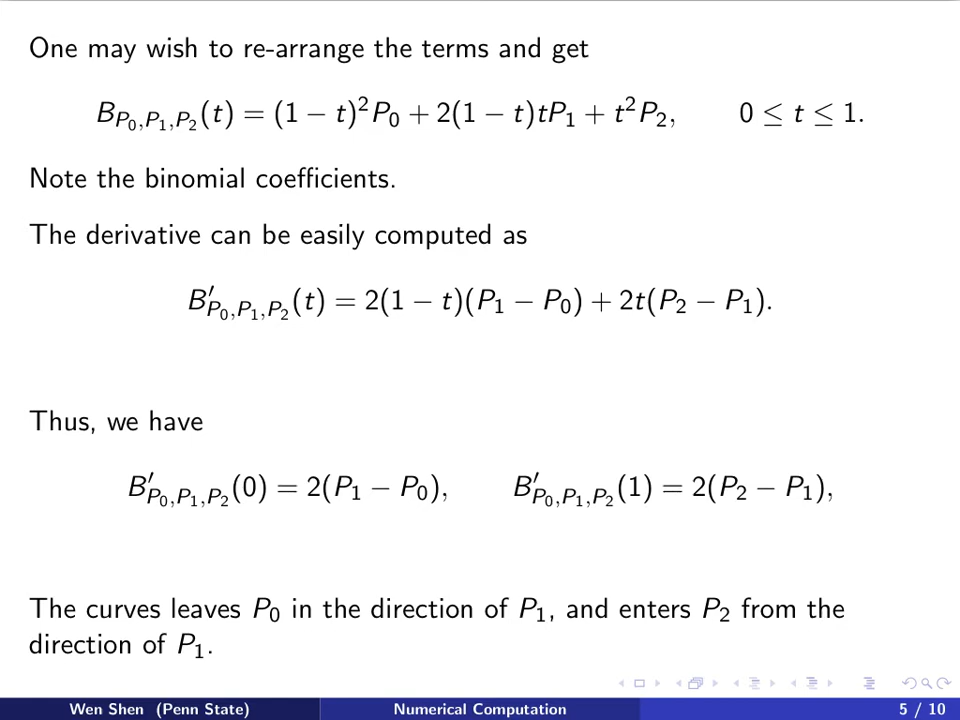 One may wish to re-arrange the terms and get
B_{P_0,P_1,P_2}(t) = (1 − t)^2 P_0 + 2(1 − t)tP_1 + t^2 P_2, 0 ≤ t ≤ 1.
Note the binomial coefficients.
The derivative can be easily computed as
B′_{P_0,P_1,P_2}(t) = 2(1 − t)(P_1 − P_0) + 2t(P_2 − P_1).
Thus, we have
B′_{P_0,P_1,P_2}(0) = 2(P_1 − P_0), B′_{P_0,P_1,P_2}(1) = 2(P_2 − P_1),
The curves leaves P_0 in the direction of P_1, and enters P_2 from the
direction of P_1.
Wen Shen (Penn State) Numerical Computation 5 / 10